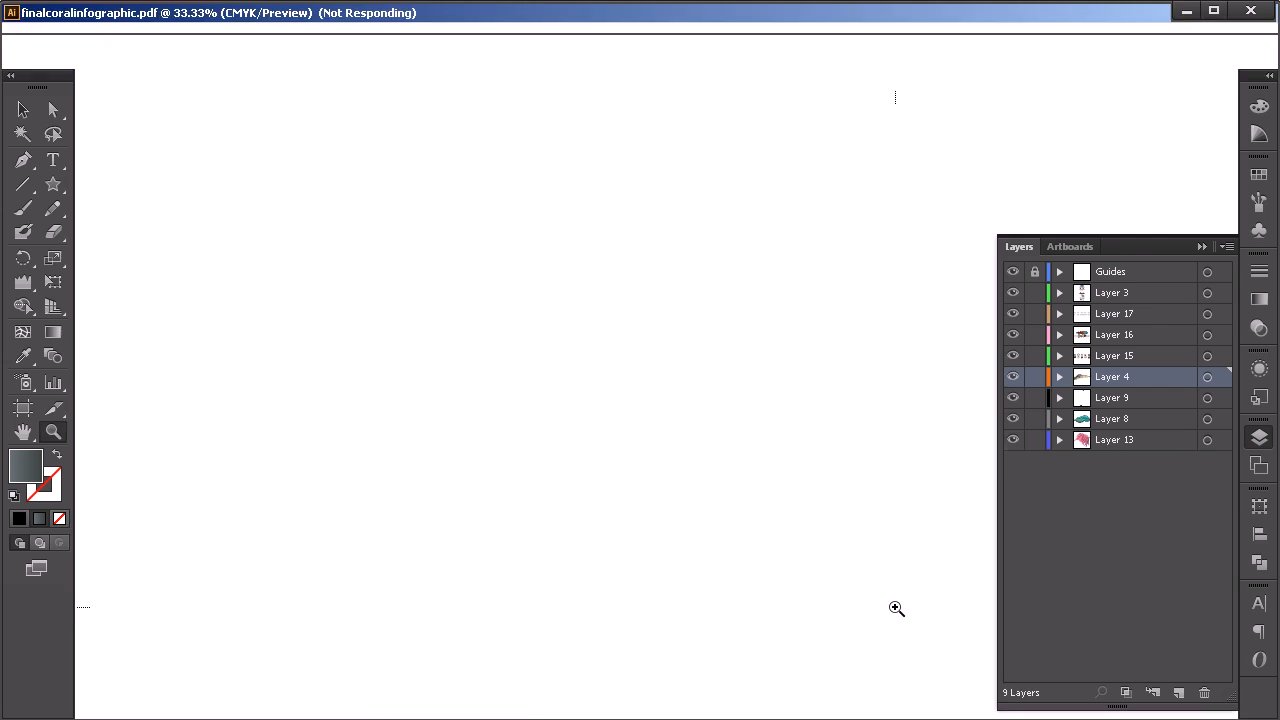 Ai finalcoralinfographic.pdf @ 33.33% (CMYK/Preview) (Not Responding)
Layers Artboards
Guides
Layer 3
Layer 17
Layer 16
Layer 15
Layer 4
Layer 9
Layer 8
Layer 13
9 Layers